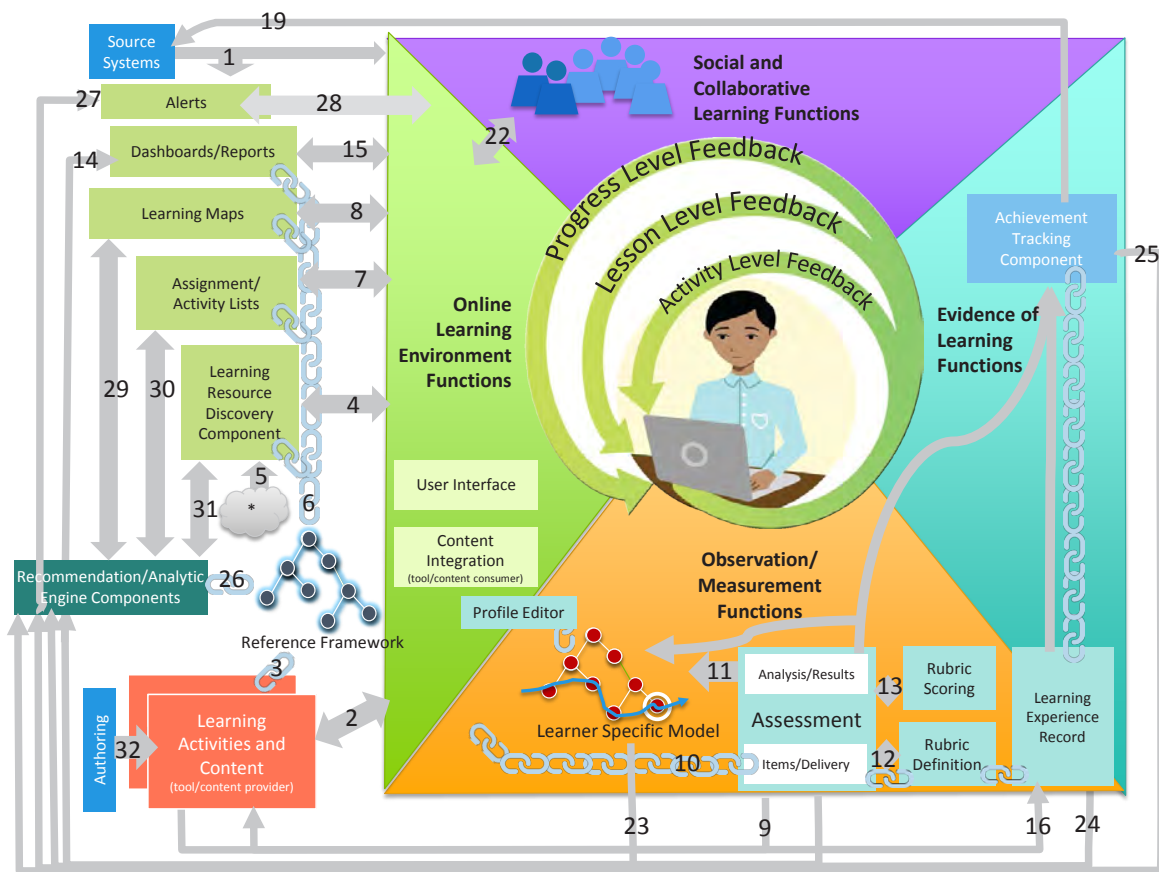 19
Source
Systems
1
27
Alerts
28
14
Dashboards/Reports
15
Learning Maps
8
7
Assignment/
Activity Lists
29
30
Learning
Resource
Discovery
Component
4
5
31
*
6
Recommendation/Analytic
Engine Components
26
Reference Framework
3
Authoring
32
Learning
Activities and
Content
(tool/content provider)
2
Social and
Collaborative
Learning Functions
22
Progress Level Feedback
Lesson Level Feedback
Activity Level Feedback
Online
Learning
Environment
Functions
User Interface
Content
Integration
(tool/content consumer)
Achievement
Tracking
Component
25
Evidence of
Learning
Functions
Observation/
Measurement
Functions
Profile Editor
Learner Specific Model
11
Analysis/Results
Assessment
Items/Delivery
10
13
Rubric
Scoring
12
Rubric
Definition
Learning
Experience
Record
23
9
16
24